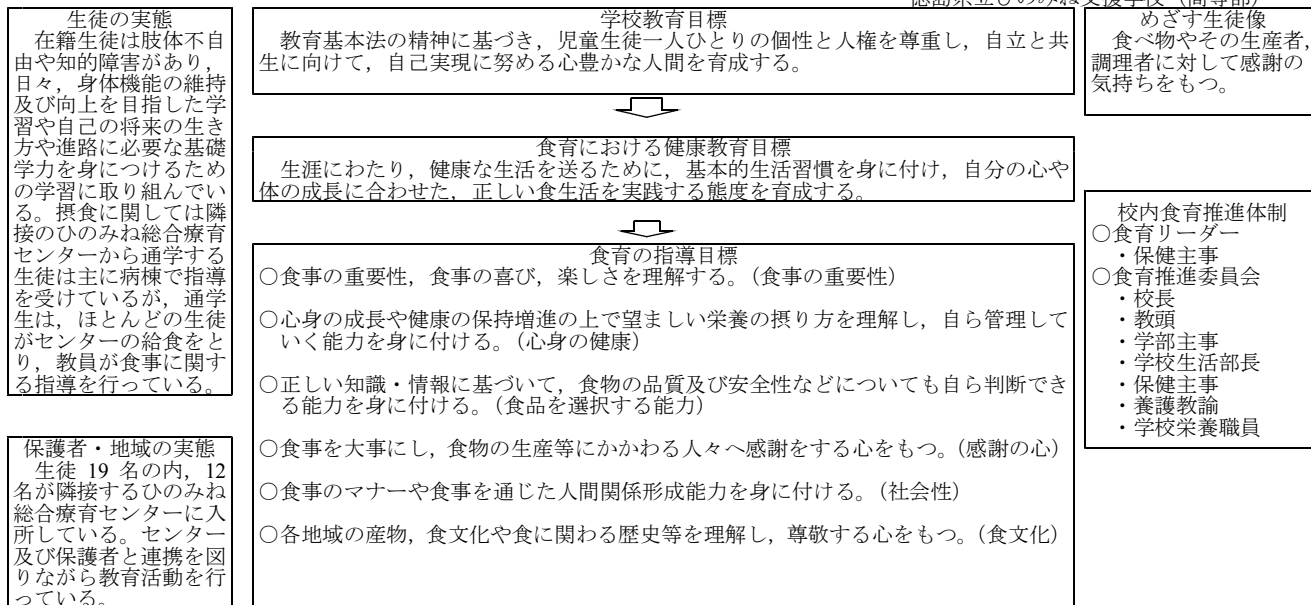 生徒の実態
在籍生徒は肢体不自
由や知的障害があり，
日々，身体機能の維持
及び向上を目指した学
習や自己の将来の生き
方や進路に必要な基礎
学力を身につけるため
の学習に取り組んでい
る。摂食に関しては隣
接のひのみね総合療育
センターから通学する
生徒は主に病棟で指導
を受けているが，通学
生は，ほとんどの生徒
がセンターの給食をと
り，教員が食事に関す
る指導を行っている。
保護者・地域の実態
生徒 19 名の内，12
名が隣接するひのみね
総合療育センターに入
所している。センター
及び保護者と連携を図
りながら教育活動を行
っている。
学校教育目標
教育基本法の精神に基づき，児童生徒一人ひとりの個性と人権を尊重し，自立と共
生に向けて，自己実現に努める心豊かな人間を育成する。
食育における健康教育目標
生涯にわたり，健康な生活を送るために，基本的生活習慣を身に付け，自分の心や
体の成長に合わせた，正しい食生活を実践する態度を育成する。
食育の指導目標
○食事の重要性，食事の喜び，楽しさを理解する。（食事の重要性）
○心身の成長や健康の保持増進の上で望ましい栄養の摂り方を理解し，自ら管理して
いく能力を身に付ける。（心身の健康）
○正しい知識・情報に基づいて，食物の品質及び安全性などについても自ら判断でき
る能力を身に付ける。（食品を選択する能力）
○食事を大事にし，食物の生産等にかかわる人々へ感謝をする心をもつ。（感謝の心）
○食事のマナーや食事を通じた人間関係形成能力を身に付ける。（社会性）
○各地域の産物，食文化や食に関わる歴史等を理解し，尊敬する心をもつ。（食文化）
徳島県立ひのみね支援学校（高等部）
めざす生徒像
食べ物やその生産者，
調理者に対して感謝の
気持ちをもつ。
校内食育推進体制
○食育リーダー
・保健主事
○食育推進委員会
・校長
・教頭
・学部主事
・学校生活部長
・保健主事
・養護教諭
・学校栄養職員